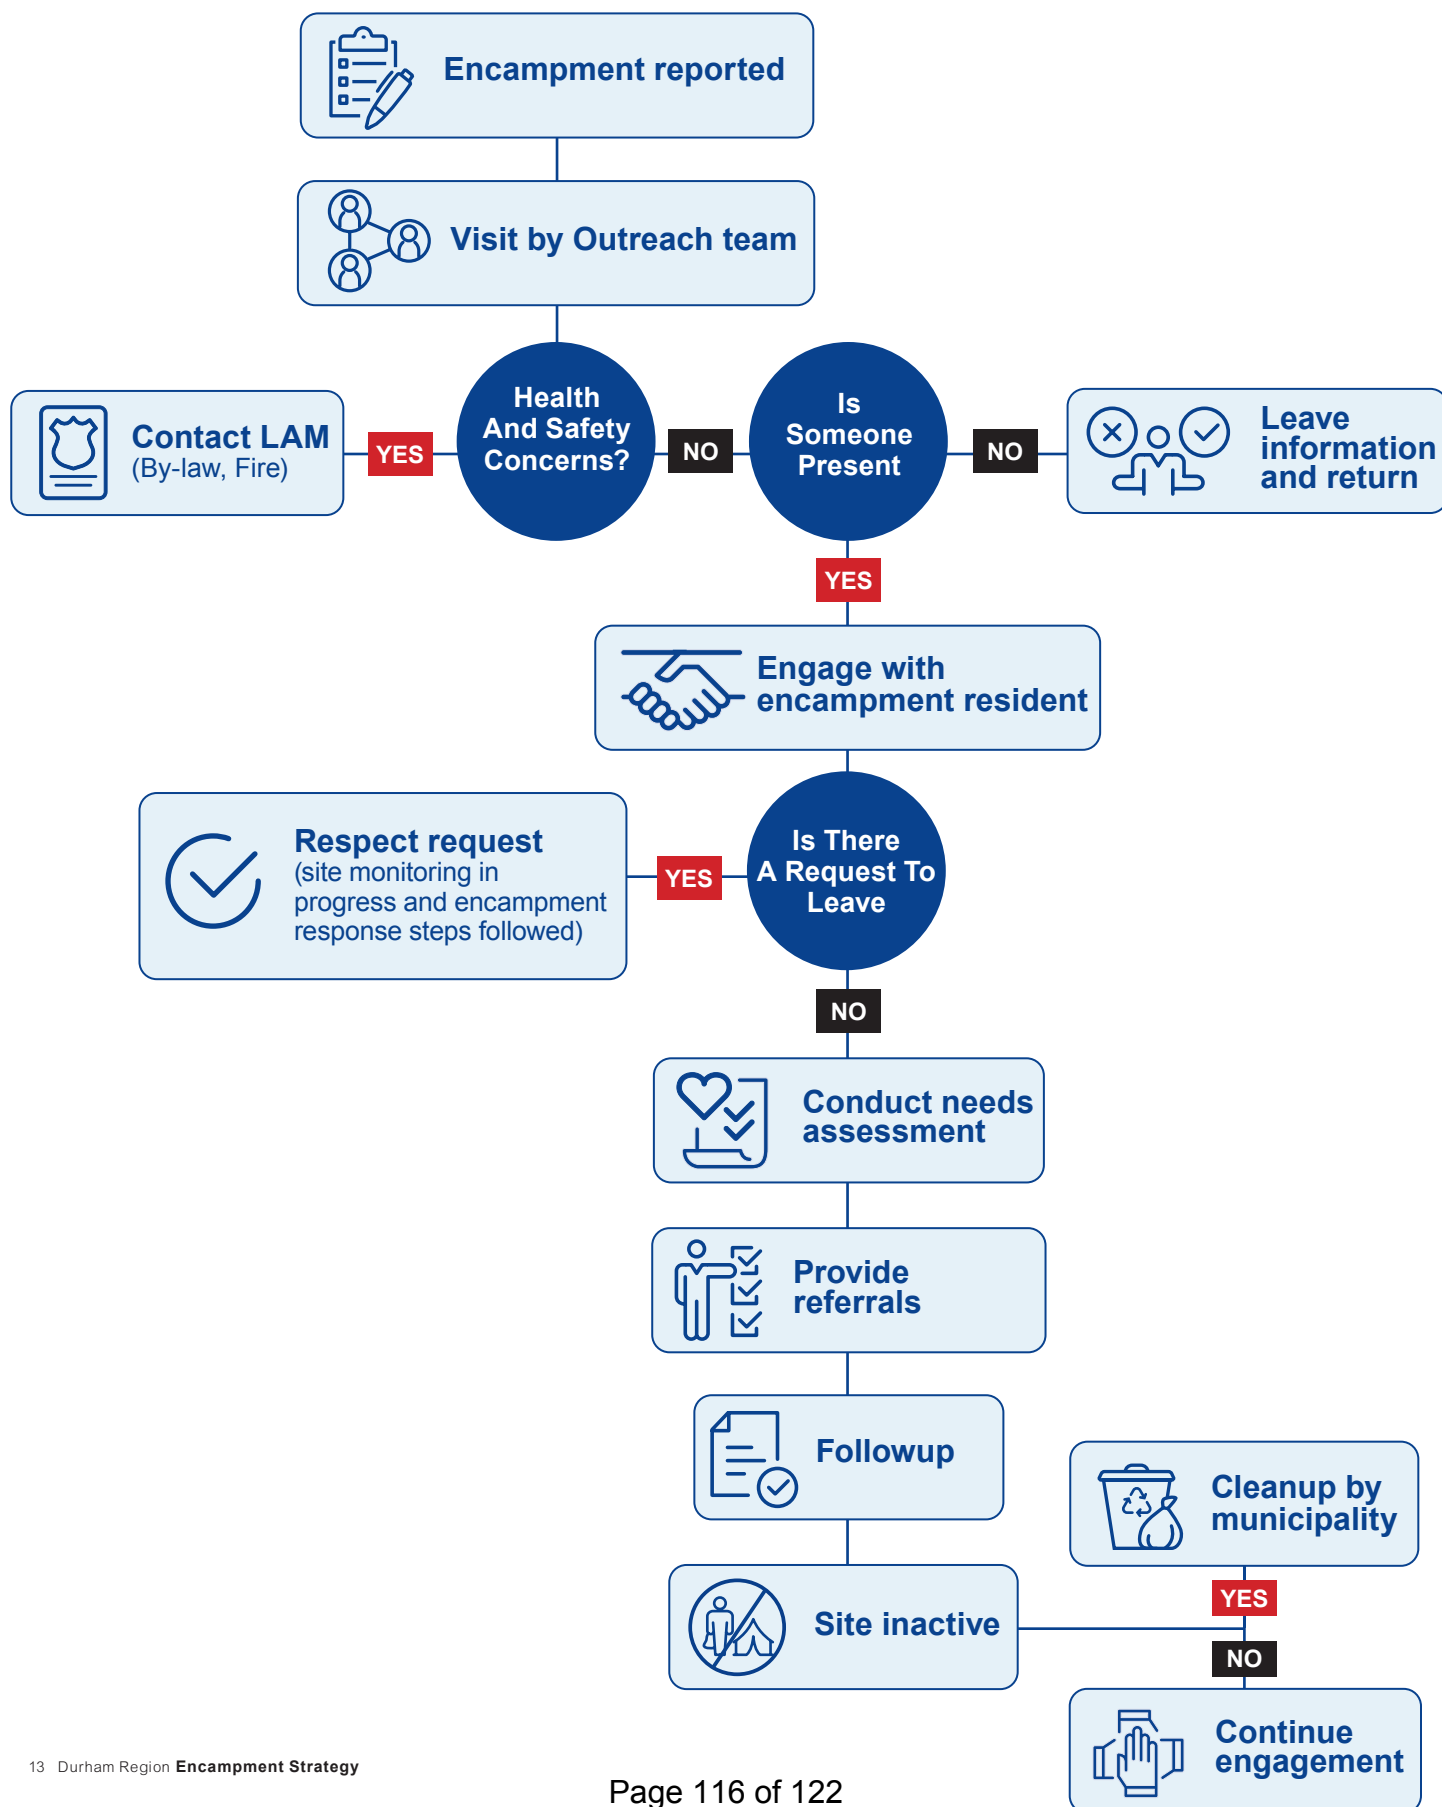 Encampment reported
Visit by Outreach team
Health
And Safety
Concerns?
Is
Someone
Present
Contact LAM
(By-law, Fire)
YES
NO
NO
Leave
information
and return
YES
Engage with
encampment resident
Is There
A Request To
Leave
YES
Respect request
(site monitoring in
progress and encampment
response steps followed)
NO
Conduct needs
assessment
Provide
referrals
Followup
Cleanup by
municipality
YES
Site inactive
NO
Continue
engagement
13 Durham Region Encampment Strategy
Page 116 of 122